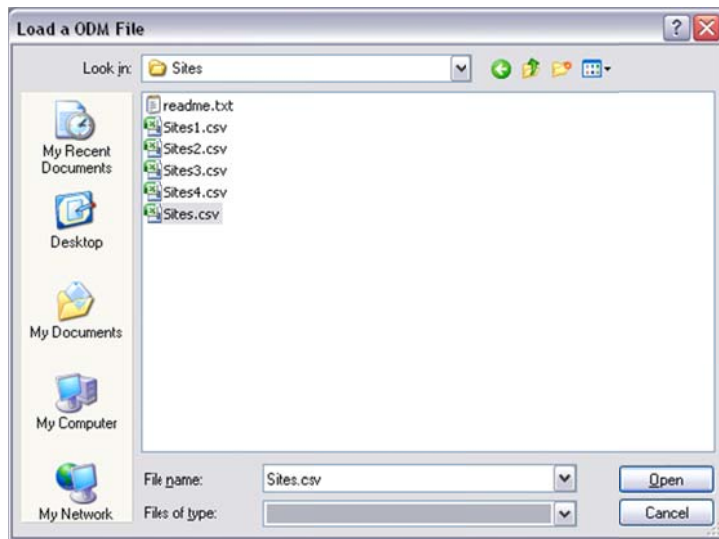 Load a ODM File
Look in:
Sites
My Recent
Documents
Desktop
My Documents
My Computer
My Network
readme.txt
Sites1.csv
Sites2.csv
Sites3.csv
Sites4.csv
Sites.csv
File name:
Sites.csv
Open
Files of type:
Cancel